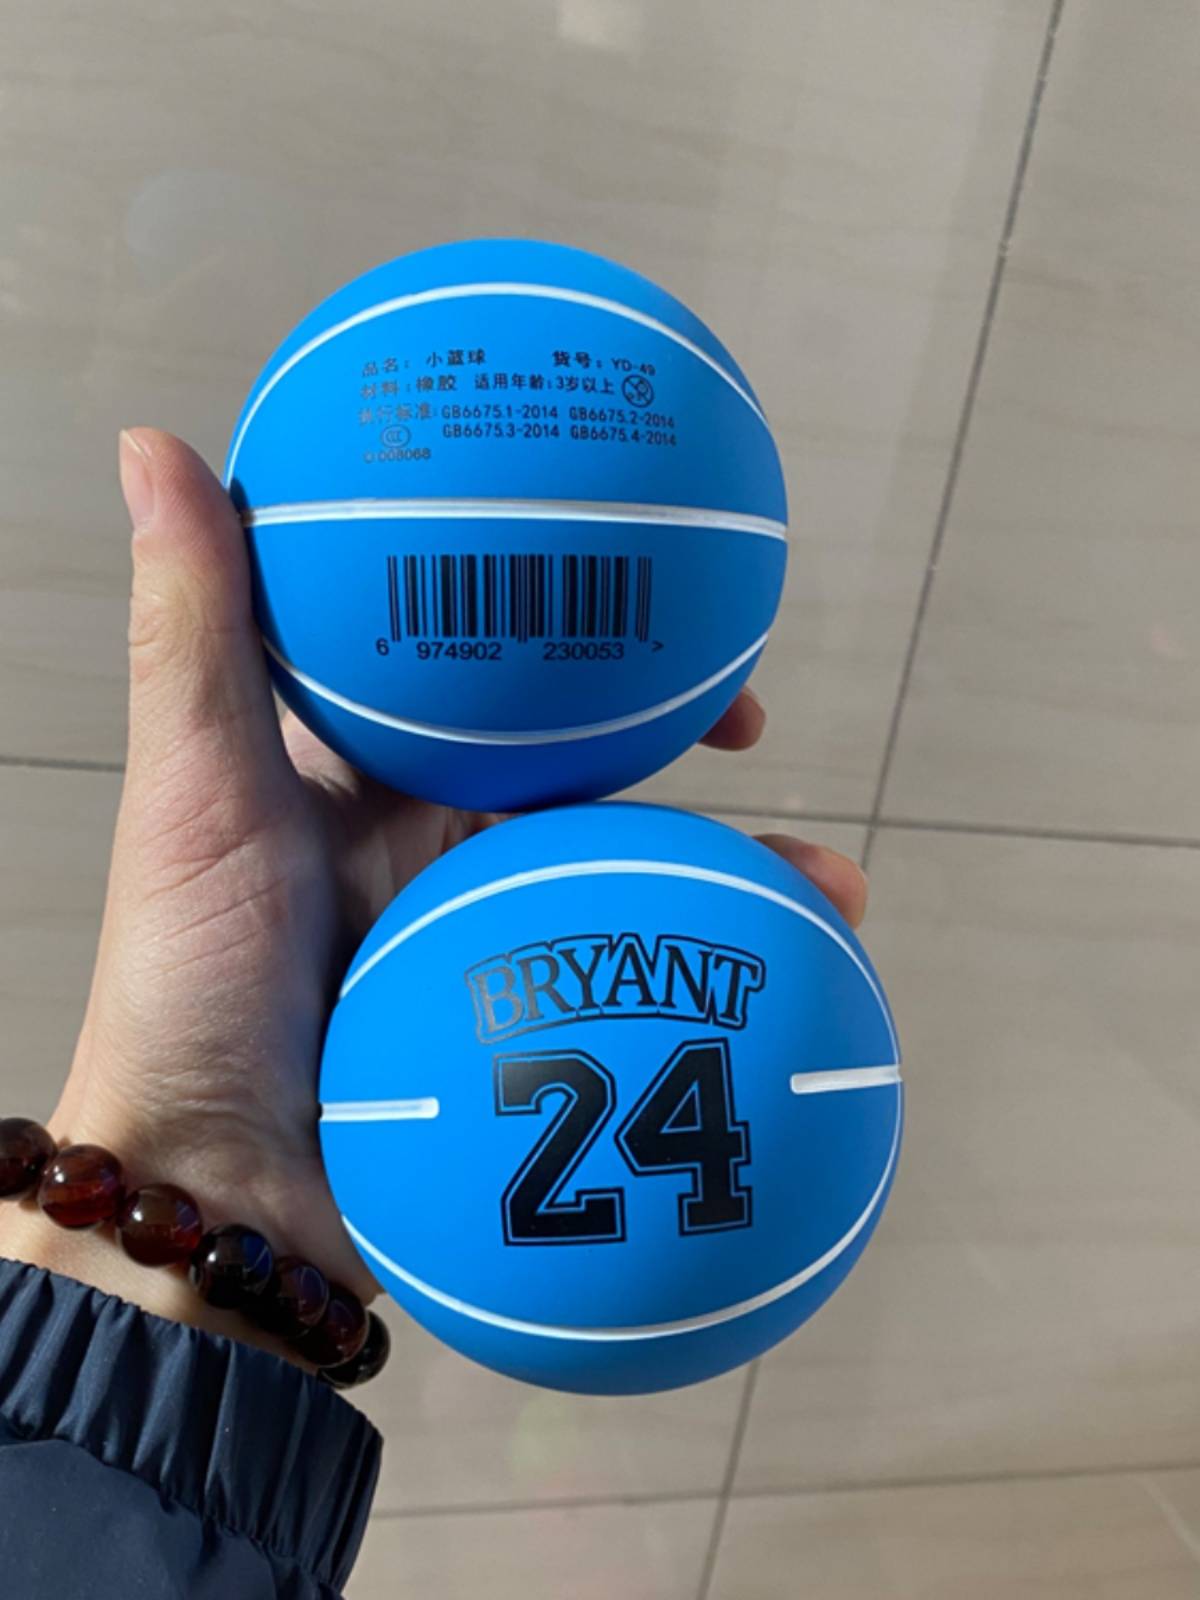 品名：小篮球 货号：YD-49
材料：橡胶 适用年龄：3岁以上
执行标准：GB6675.1-2014 GB6675.2-2014
GB6675.3-2014 GB6675.4-2014
6 974902 230053 >
BRYANT
24